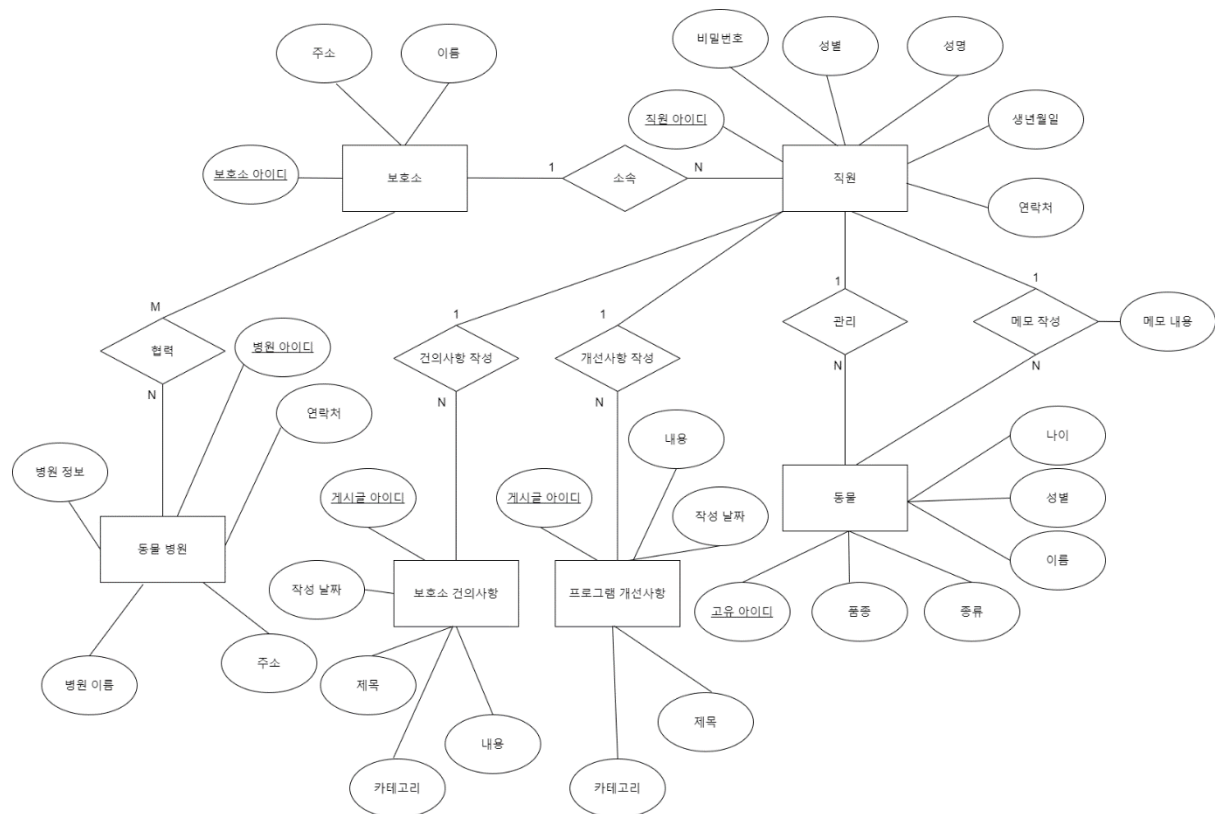 비밀번호
성별
성명
주소
이름
직원 아이디
생년월일
보호소 아이디
보호소
1
소속
N
직원
연락처
M
1
1
1
1
협력
병원 아이디
건의사항 작성
개선사항 작성
관리
메모 작성
메모 내용
N
N
N
N
N
연락처
내용
나이
병원 정보
게시글 아이디
게시글 아이디
작성 날짜
동물
성별
동물 병원
이름
작성 날짜
보호소 건의사항
프로그램 개선사항
고유 아이디
품종
종류
주소
병원 이름
제목
제목
내용
카테고리
카테고리